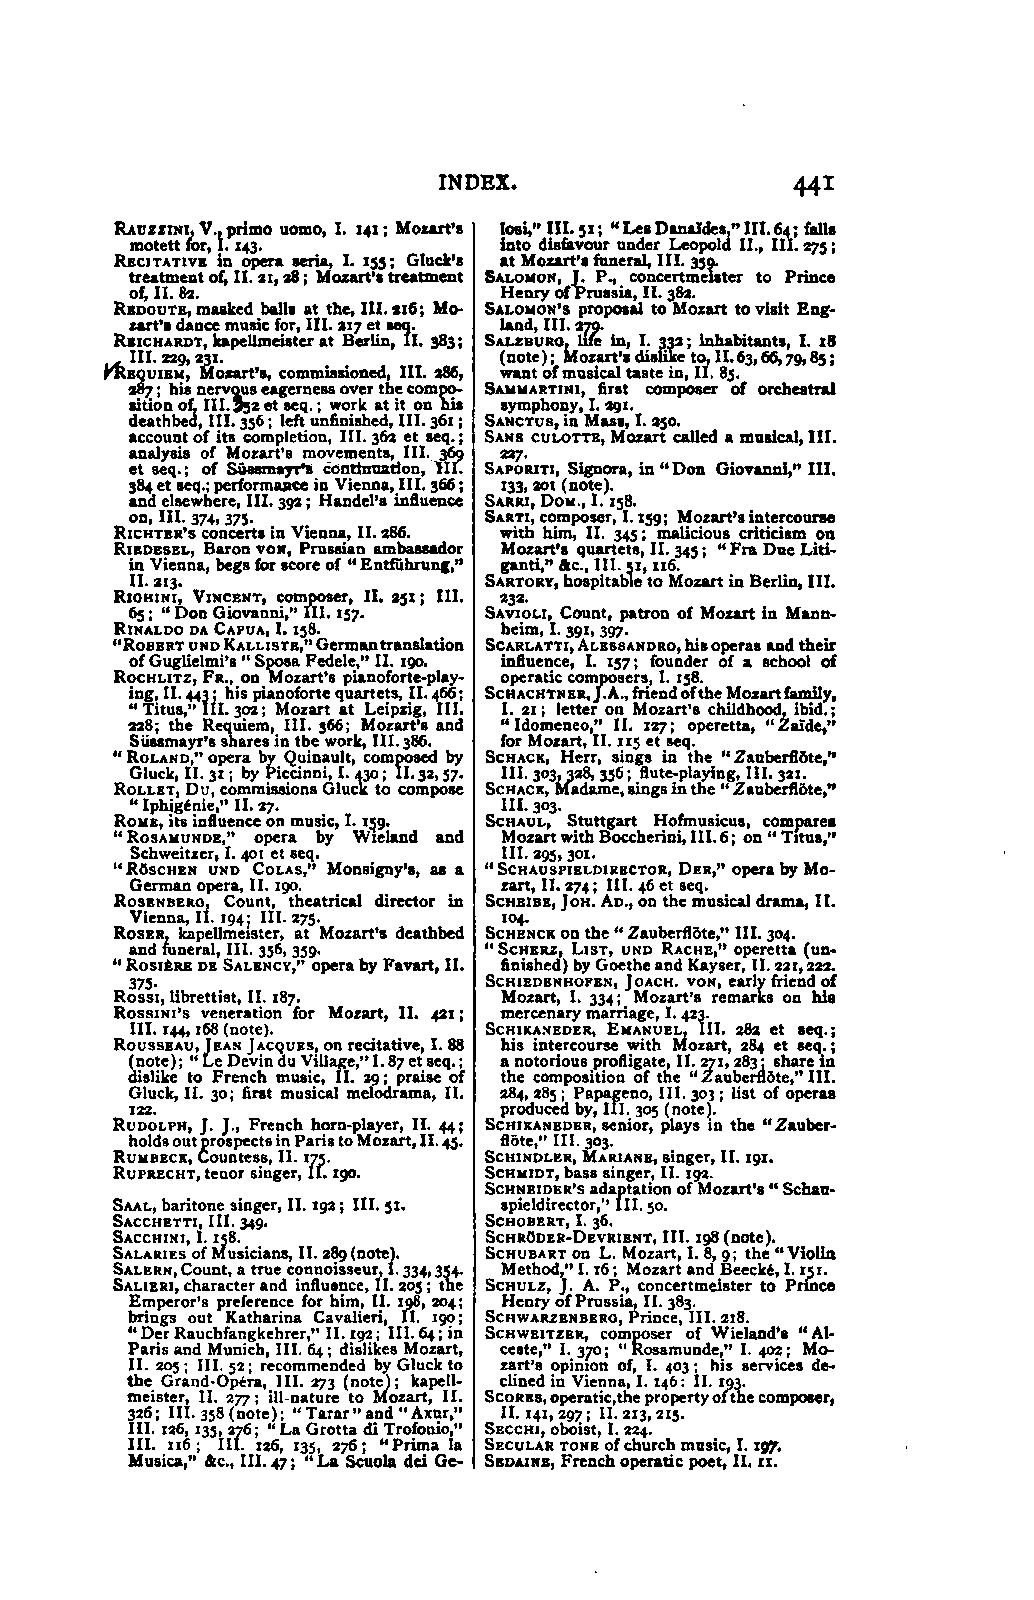 INDEX. 441
RAUZZINI, V., primo uomo, I. 141; Mozart's
motett for, I. 143.
RECITATIVE in opera seria, I. 155; Gluck's
treatment of, II. 21, 28; Mozart's treatment
of, II. 82.
REDOUTE, masked balls at the, III. 216; Mo-
zart's dance music for, III. 217 et seq.
REICHARDT, kapellmeister at Berlin, II. 383;
III. 229, 231.
REQUIEM, Mozart's, commissioned, III. 286,
287; his nervous eagerness over the compo-
sition of, III. 352 et seq.; work at it on his
deathbed, III. 356; left unfinished, III. 361;
account of its completion, III. 362 et seq.;
analysis of Mozart's movements, III. 369
et seq.; of Süssmayr's continuation, III.
384 et seq.; performance in Vienna, III. 366;
and elsewhere, III. 392; Handel's influence
on, III. 374, 375.
RICHTER'S concerts in Vienna, II. 286.
RIEDESEL, Baron VON, Prussian ambassador
in Vienna, begs for score of "Entführung,"
II. 213.
RIGHINI, VINCENT, composer, II. 251; III.
65; "Don Giovanni," III. 157.
RINALDO DA CAPUA, I. 158.
"ROBERT UND KALLISTE," German translation
of Guglielmi's "Sposa Fedele," II. 190.
ROCHLITZ, FR., on Mozart's pianoforte-play-
ing, II. 443; his pianoforte quartets, II. 466;
"Titus," III. 302; Mozart at Leipzig, III.
228; the Requiem, III. 366; Mozart's and
Süssmayr's shares in the work, III. 386.
"ROLAND," opera by Quinault, composed by
Gluck, II. 31; by Piccinni, I. 430; II. 32, 57.
ROLLET, DU, commissions Gluck to compose
"Iphigénie," II. 27.
ROME, its influence on music, I. 159.
"ROSAMUNDE," opera by Wieland and
Schweitzer, I. 401 et seq.
"RÖSCHEN UND COLAS," Monsigny's, as a
German opera, II. 190.
ROSENBERG, Count, theatrical director in
Vienna, II. 194; III. 275.
ROSER, kapellmeister, at Mozart's deathbed
and funeral, III. 356, 359.
"ROSIÈRE DE SALENCY," opera by Favart, II.
375.
ROSSI, librettist, II. 187.
ROSSINI'S veneration for Mozart, II. 421;
III. 144, 168 (note).
ROUSSEAU, JEAN JACQUES, on recitative, I. 88
(note); "Le Devin du Village," I. 87 et seq.;
dislike to French music, II. 29; praise of
Gluck, II. 30; first musical melodrama, II.
122.
RUDOLPH, J. J., French horn-player, II. 44;
holds out prospects in Paris to Mozart, II. 45.
RUMBECK, Countess, II. 175.
RUPRECHT, tenor singer, II. 190.
SAAL, baritone singer, II. 192; III. 51.
SACCHETTI, III. 349.
SACCHINI, I. 158.
SALARIES of Musicians, II. 289 (note).
SALERN, Count, a true connoisseur, I. 334, 354.
SALIERI, character and influence, II. 205; the
Emperor's preference for him, II. 198, 204;
brings out Katharina Cavalieri, II. 190;
"Der Rauchfangkehrer," II. 192; III. 64; in
Paris and Munich, III. 64; dislikes Mozart,
II. 205; III. 52; recommended by Gluck to
the Grand-Opéra, III. 273 (note); kapell-
meister, II. 277; ill-nature to Mozart, II.
326; III. 358 (note); "Tarar" and "Axur,"
III. 126, 135, 276; "La Grotta di Trofonio,"
III. 116; III. 126, 135, 276; "Prima la
Musica," &c., III. 47; "La Scuola dei Ge-
losi," III. 51; "Les Danaïdes," III. 64; falls
into disfavour under Leopold II., III. 275;
at Mozart's funeral, III. 359.
SALOMON, J. P., concertmeister to Prince
Henry of Prussia, II. 382.
SALOMON'S proposal to Mozart to visit Eng-
land, III. 279.
SALZBURG, life in, I. 332; inhabitants, I. 18
(note); Mozart's dislike to, II. 63, 66, 79, 85;
want of musical taste in, II. 85.
SAMMARTINI, first composer of orchestral
symphony, I. 291.
SANCTUS, in Mass, I. 250.
SANS CULOTTE, Mozart called a musical, III.
227.
SAPORITI, Signora, in "Don Giovanni," III.
133, 201 (note).
SARRI, DOM., I. 158.
SARTI, composer, I. 159; Mozart's intercourse
with him, II. 345; malicious criticism on
Mozart's quartets, II. 345; "Fra Due Liti-
ganti," &c., III. 51, 116.
SARTORY, hospitable to Mozart in Berlin, III.
232.
SAVIOLI, Count, patron of Mozart in Mann-
heim, I. 391, 397.
SCARLATTI, ALESSANDRO, his operas and their
influence, I. 157; founder of a school of
operatic composers, I. 158.
SCHACHTNER, J.A., friend of the Mozart family,
I. 21; letter on Mozart's childhood, ibid.;
"Idomeneo," II. 127; operetta, "Zaïde,"
for Mozart, II. 115 et seq.
SCHACK, Herr, sings in the "Zauberflöte,"
III. 303, 328, 356; flute-playing, III. 321.
SCHACK, Madame, sings in the "Zauberflöte,"
III. 303.
SCHAUL, Stuttgart Hofmusicus, compares
Mozart with Boccherini, III. 6; on "Titus,"
III. 295, 301.
"SCHAUSPIELDIRECTOR, DER," opera by Mo-
zart, II. 274; III. 46 et seq.
SCHEIBE, JOH. AD., on the musical drama, II.
104.
SCHENCK on the "Zauberflöte," III. 304.
"SCHERZ, LIST, UND RACHE," operetta (un-
finished) by Goethe and Kayser, II. 221, 222.
SCHIEDENHOFEN, JOACH. VON, early friend of
Mozart, I. 334; Mozart's remarks on his
mercenary marriage, I. 423.
SCHIKANEDER, EMANUEL, III. 282 et seq.;
his intercourse with Mozart, 284 et seq.;
a notorious profligate, II. 271, 283; share in
the composition of the "Zauberflöte," III.
284, 285; Papageno, III. 303; list of operas
produced by, III. 305 (note).
SCHIKANEDER, senior, plays in the "Zauber-
flöte," III. 303.
SCHINDLER, MARIANE, singer, II. 191.
SCHMIDT, bass singer, II. 192.
SCHNEIDER'S adaptation of Mozart's "Schau-
spieldirector," III. 50.
SCHOBERT, I. 36.
SCHRÖDER-DEVRIENT, III. 198 (note).
SCHUBART on L. Mozart, I. 8, 9; the "Violin
Method," I. 16; Mozart and Beecké, I. 151.
SCHULZ, J. A. P., concertmeister to Prince
Henry of Prussia, II. 383.
SCHWARZENBERG, Prince, III. 218.
SCHWEITZER, composer of Wieland's "Al-
ceste," I. 370; "Rosamunde," I. 402; Mo-
zart's opinion of, I. 403; his services de-
clined in Vienna, I. 146: II. 193.
SCORES, operatic, the property of the composer,
II. 141, 297; II. 213, 215.
SECCHI, oboist, I. 224.
SECULAR TONE of church music, I. 197.
SEDAINE, French operatic poet, II. 11.